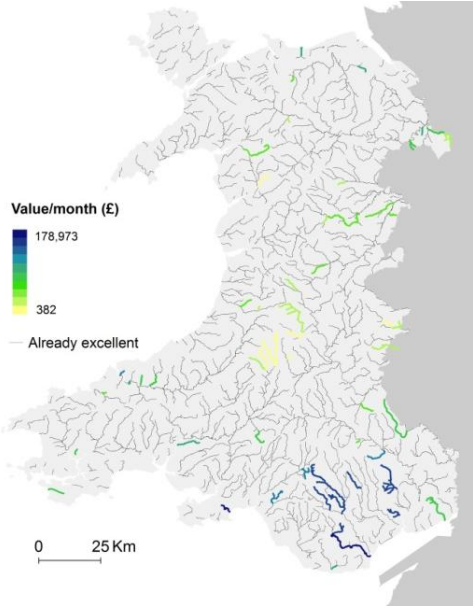 Value/month (£)
178,973
382
Already excellent
0 25 Km